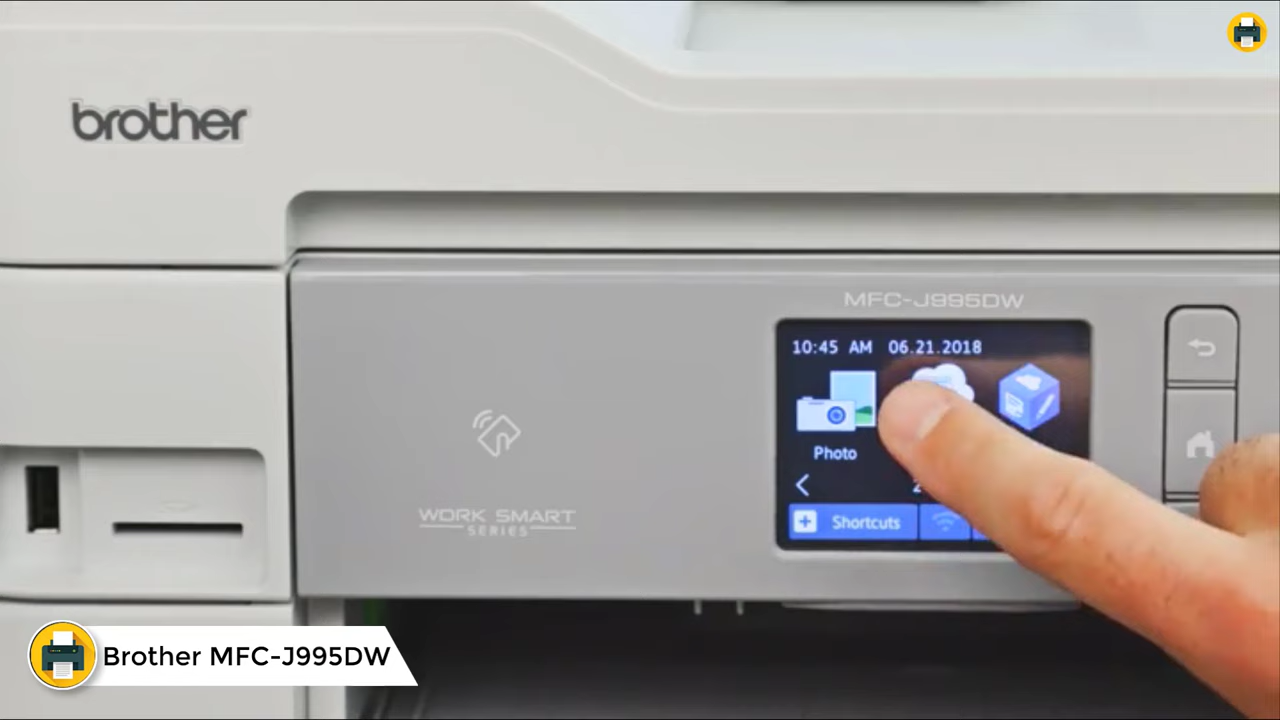 brother
MFC-J995DW
10:45 AM 06.21.2018
Photo
Shortcuts
WORK SMART
SERIES
Brother MFC-J995DW